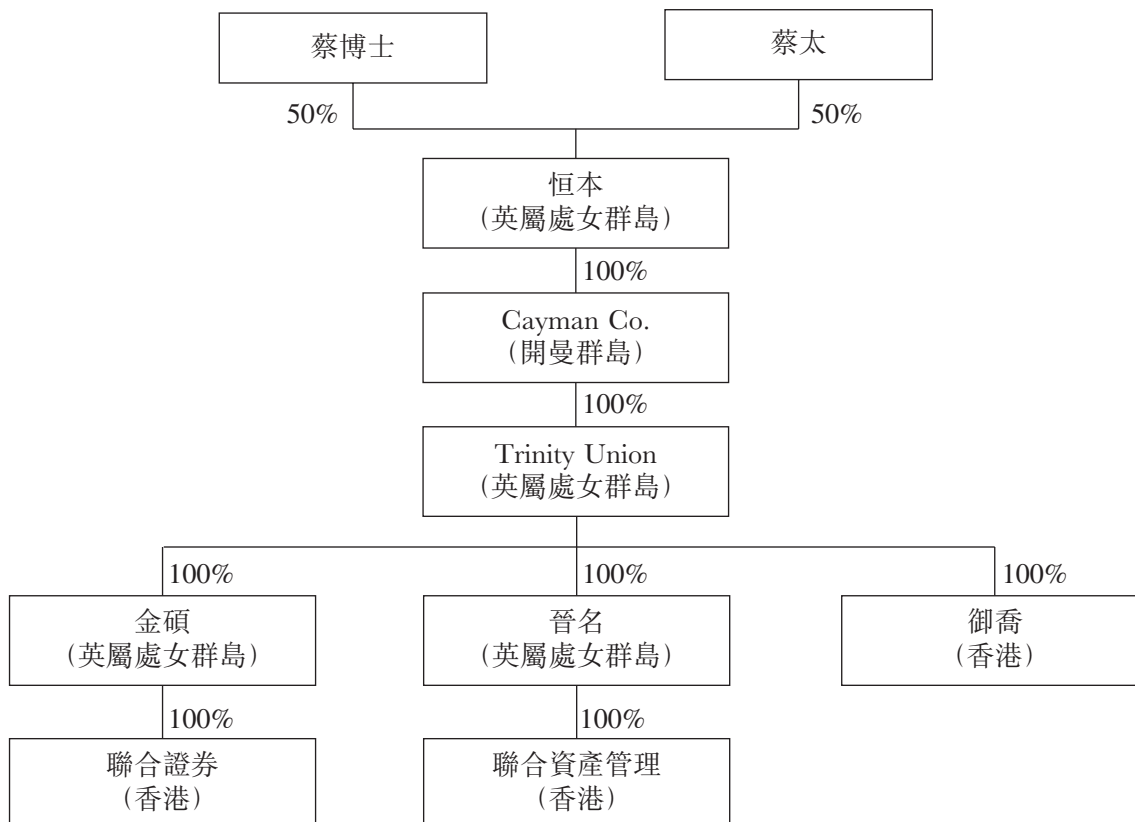 蔡博士
蔡太
50%
50%
恒本
（英屬處女群島）
100%
Cayman Co.
（開曼群島）
100%
Trinity Union
（英屬處女群島）
100%
100%
100%
金碩
（英屬處女群島）
晉名
（英屬處女群島）
御喬
（香港）
100%
100%
聯合證券
（香港）
聯合資產管理
（香港）